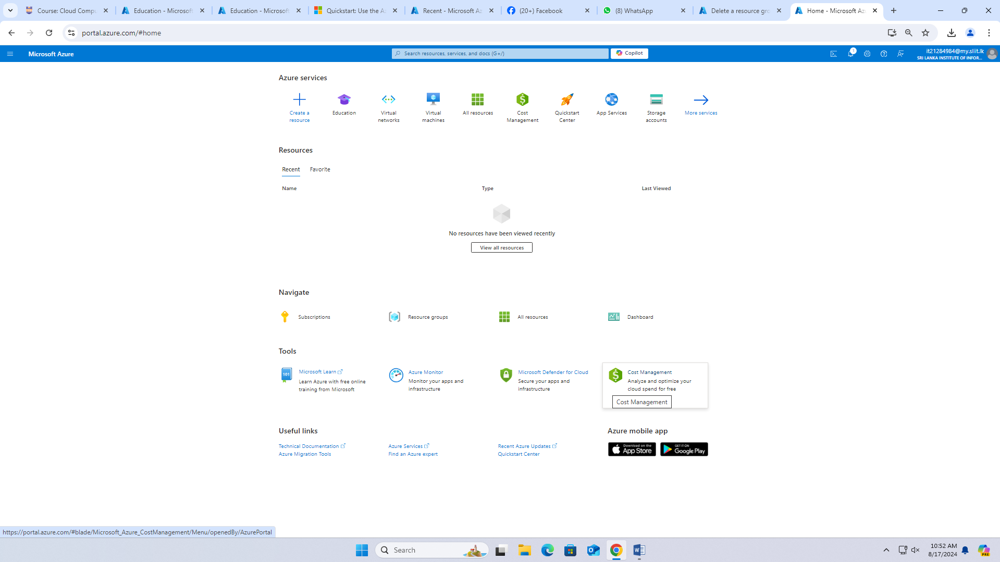 Course: Cloud Compu
Education - Microsoft
Education - Microsoft
Quickstart: Use the Az
Recent - Microsoft Az
(20+) Facebook
(8) WhatsApp
Delete a resource gro
Home - Microsoft Az
portal.azure.com/#home
Microsoft Azure
Search resources, services, and docs (G+/)
Copilot
1
it21284984@my.sliit.lk
SRI LANKA INSTITUTE OF INFOR...
Azure services
Create a resource
Education
Virtual networks
Virtual machines
All resources
Cost Management
Quickstart Center
App Services
Storage accounts
More services
Resources
Recent
Favorite
Name
Type
Last Viewed
No resources have been viewed recently
View all resources
Navigate
Subscriptions
Resource groups
All resources
Dashboard
Tools
101
Microsoft Learn
Learn Azure with free online
training from Microsoft
Azure Monitor
Monitor your apps and
infrastructure
Microsoft Defender for Cloud
Secure your apps and
infrastructure
Cost Management
Analyze and optimize your
cloud spend for free
Cost Management
Useful links
Technical Documentation
Azure Services
Recent Azure Updates
Azure Migration Tools
Find an Azure expert
Quickstart Center
Azure mobile app
Download on the
App Store
GET IT ON
Google Play
https://portal.azure.com/#blade/Microsoft_Azure_CostManagement/Menu/openedBy/AzurePortal
Search
10:52 AM
8/17/2024
PRE